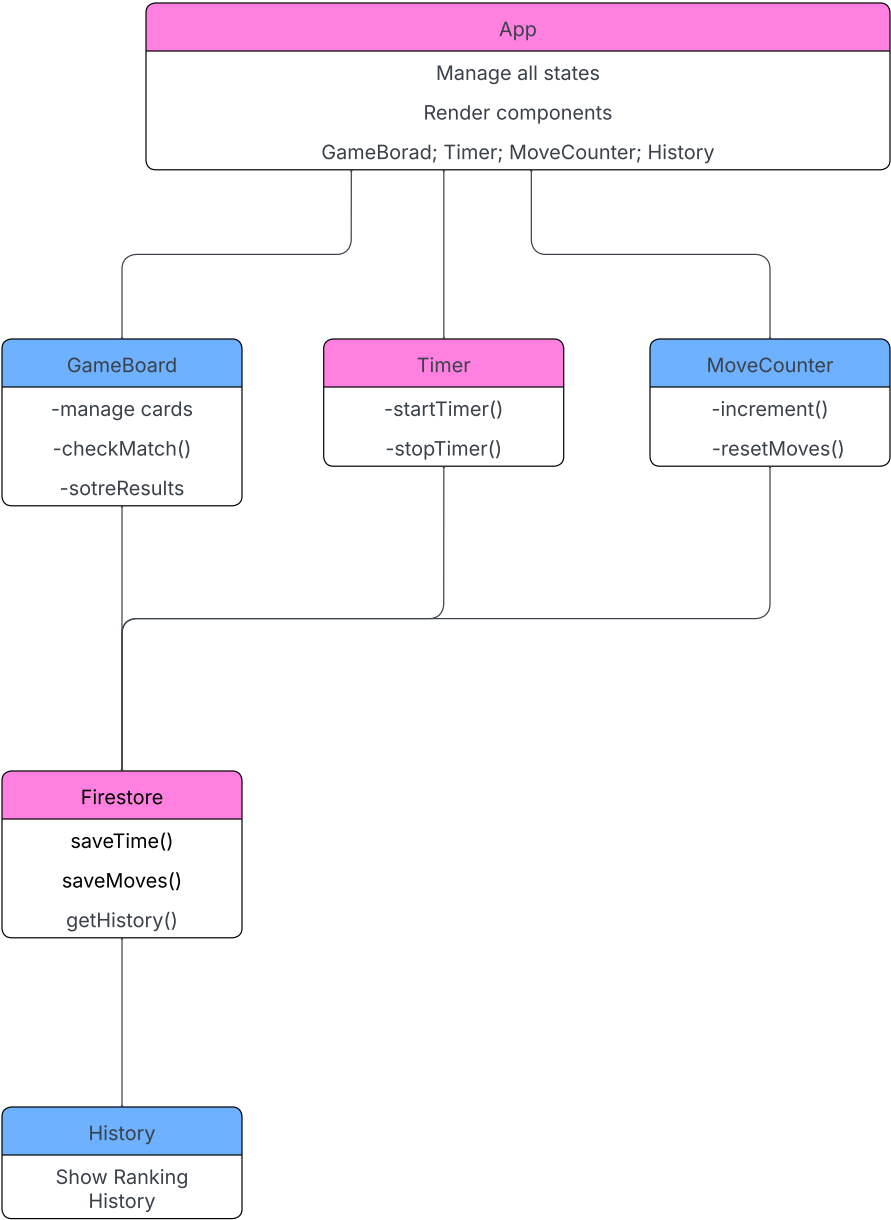 App
Manage all states
Render components
GameBorad; Timer; MoveCounter; History
GameBoard
-manage cards
-checkMatch()
-sotreResults
Timer
-startTimer()
-stopTimer()
MoveCounter
-increment()
-resetMoves()
Firestore
saveTime()
saveMoves()
getHistory()
History
Show Ranking
History